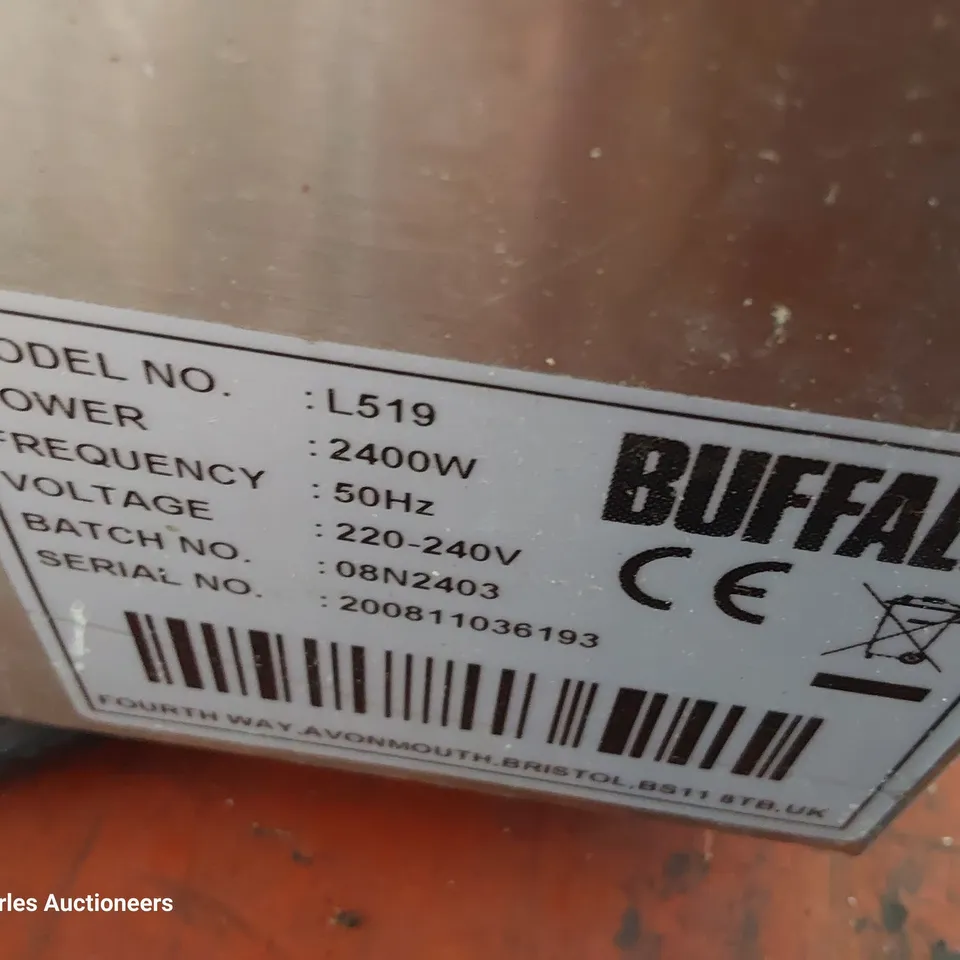 ODEL NO. : L519
OWER : 2400W
FREQUENCY : 50Hz
VOLTAGE : 220-240V
BATCH NO. : 08N2403
SERIAL NO. : 200811036193
BUFFAL
CE
FOURTH WAY,AVONMOUTH,BRISTOL,BS11 8TB,UK
rles Auctioneers